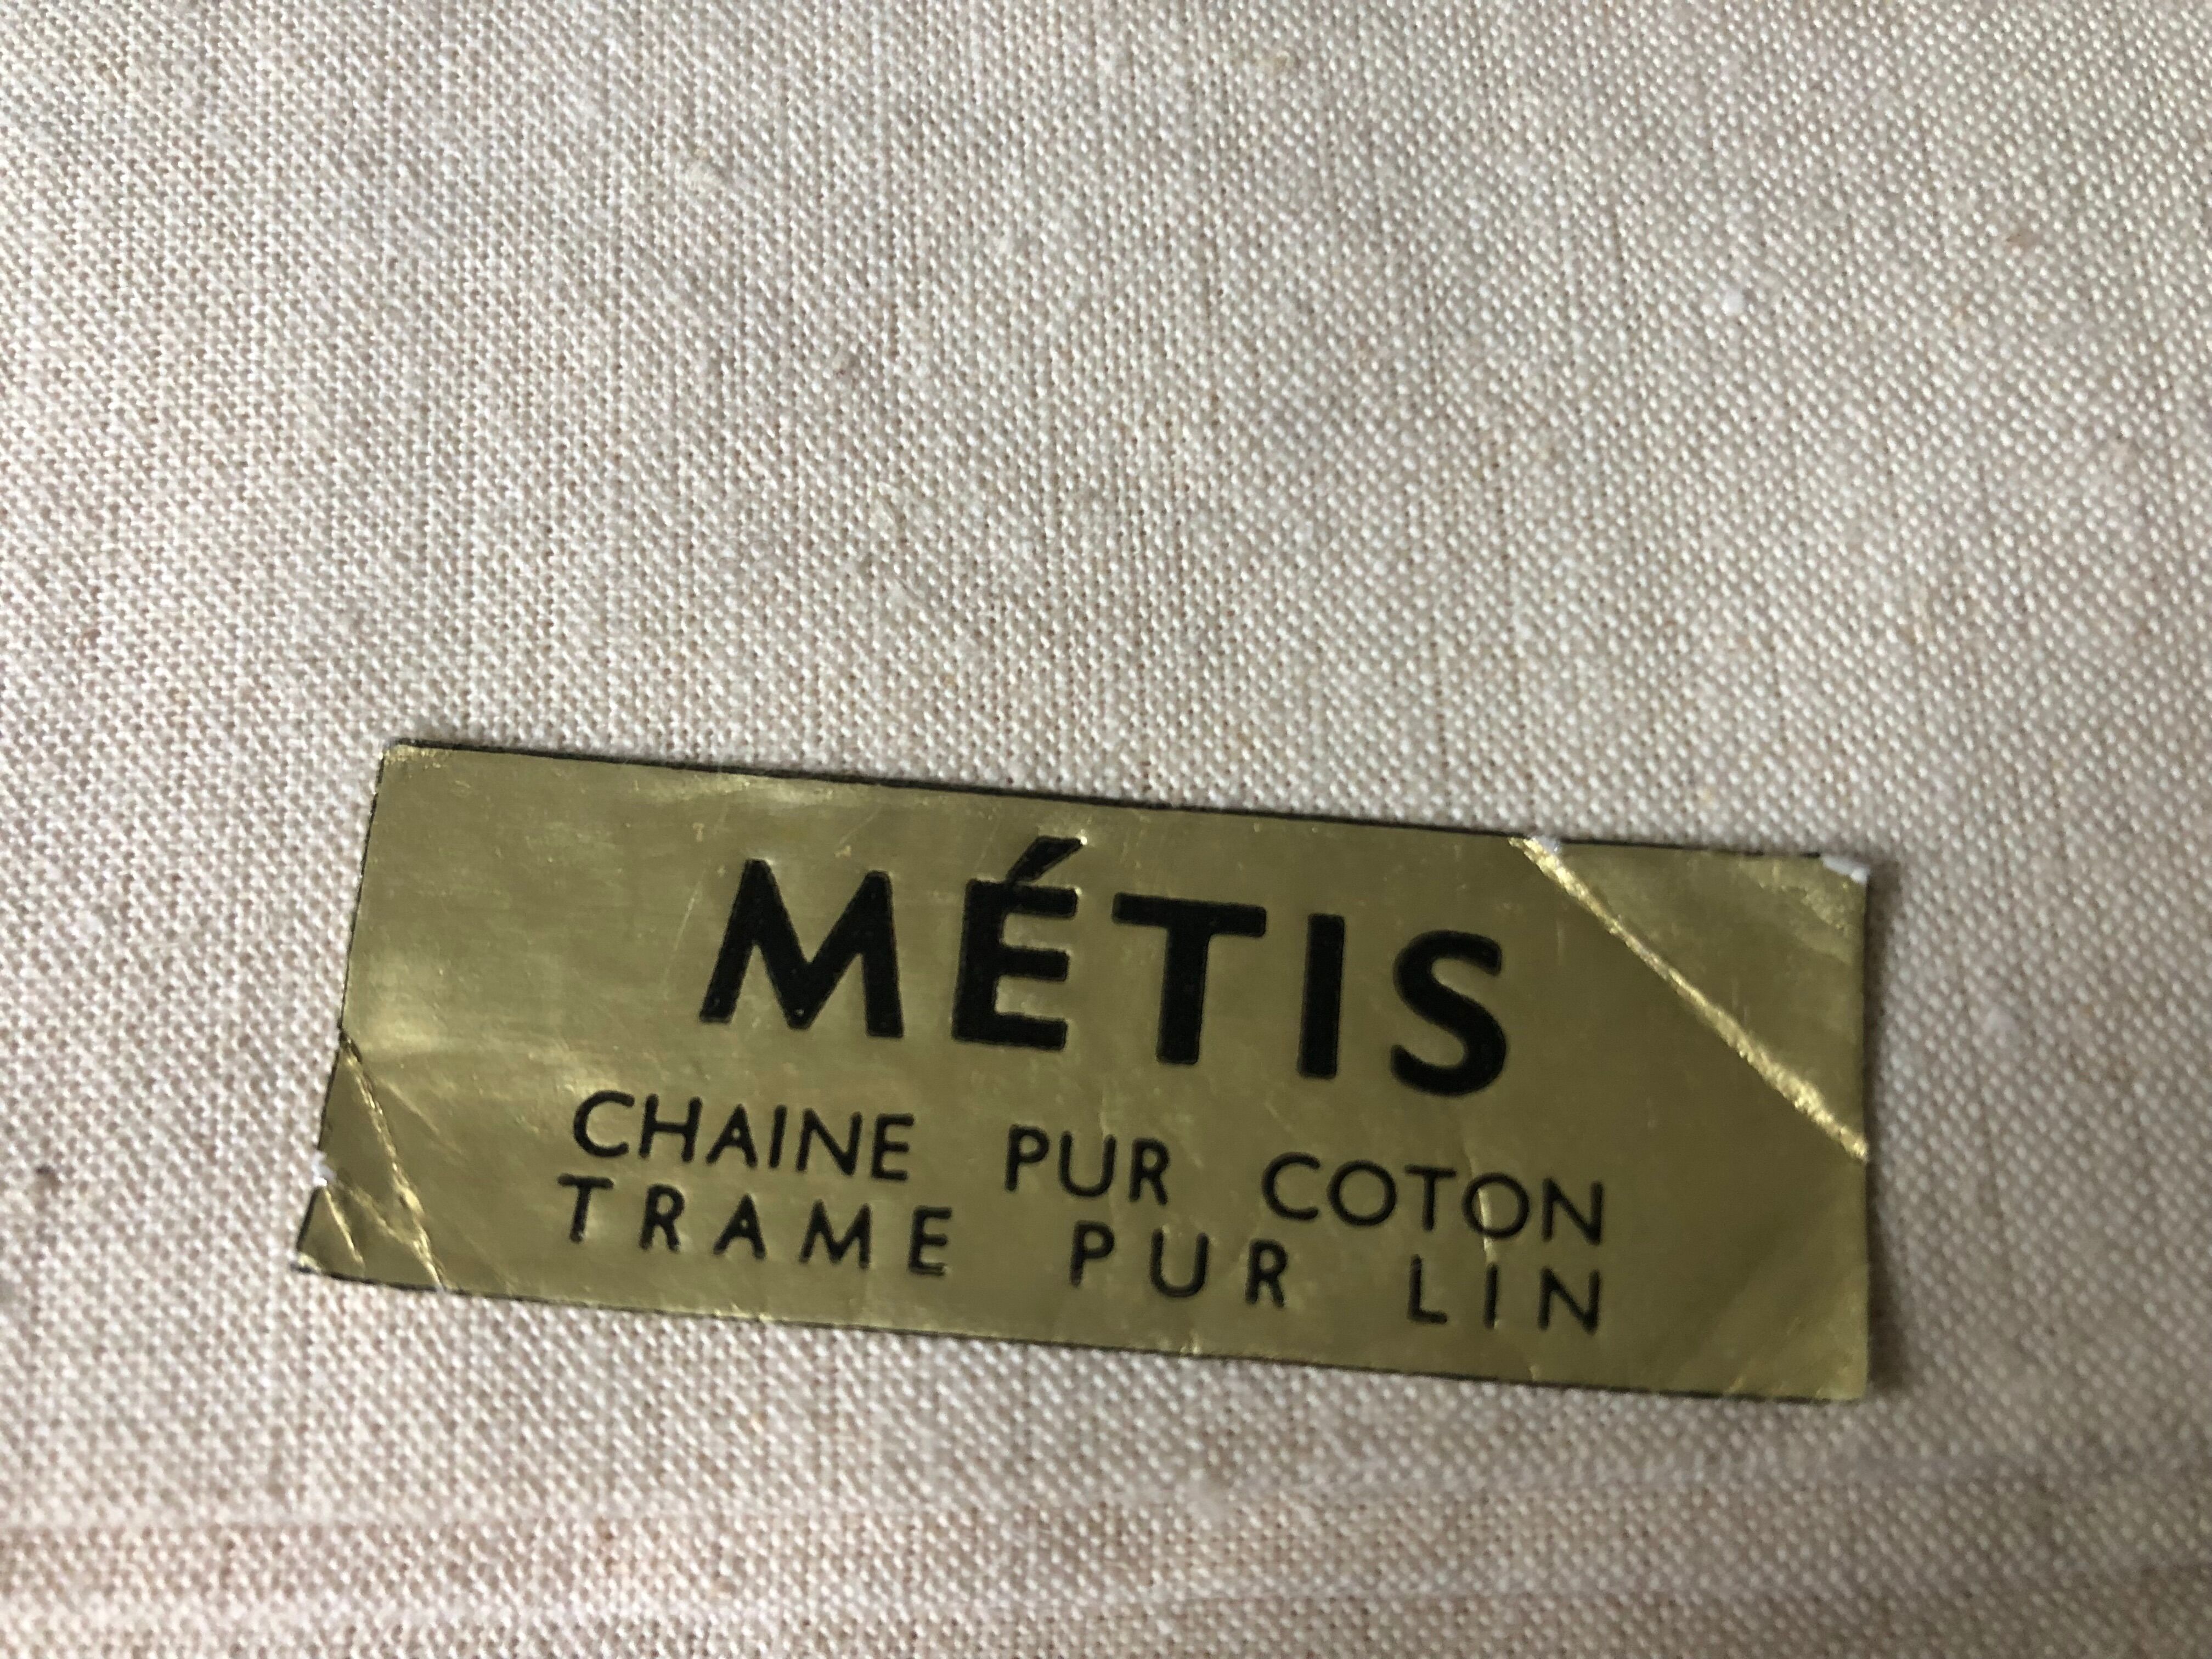 MÉTIS
CHAINE PUR COTON
TRAME PUR LIN